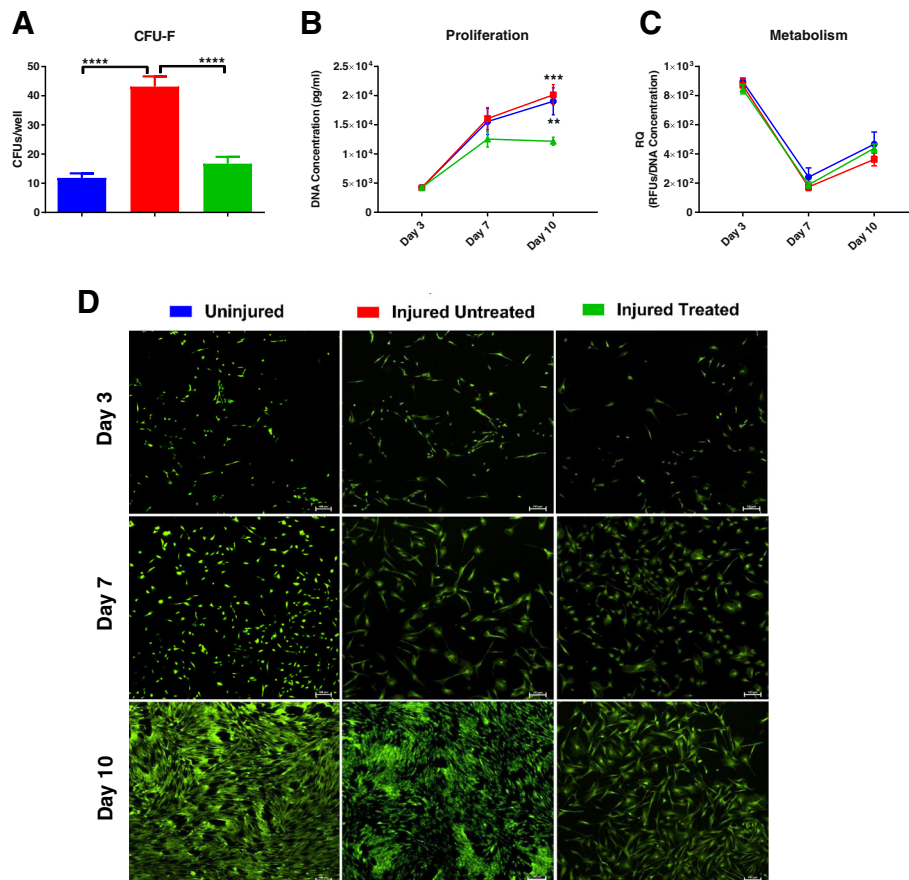 A
CFU-F
CFUs/well
50
40
30
20
10
0
****
****
B
Proliferation
DNA Concentration (pg/ml)
2.5×10⁴
2.0×10⁴
1.5×10⁴
1×10⁴
5×10³
0
***
**
Day 3
Day 7
Day 10
C
Metabolism
RQ
(RFUs/DNA Concentration)
1×10³
8×10²
6×10²
4×10²
2×10²
0
Day 3
Day 7
Day 10
D
Uninjured
Injured Untreated
Injured Treated
Day 3
Day 7
Day 10